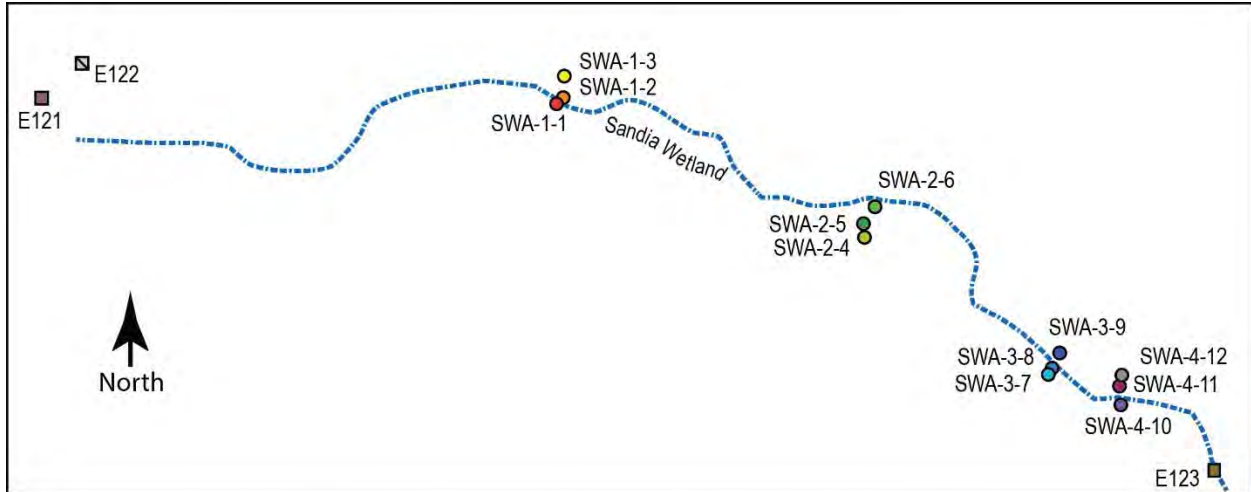 SWA-1-3
E122
SWA-1-2
E121
SWA-1-1
Sandia Wetland
SWA-2-6
SWA-2-5
SWA-2-4
SWA-3-9
SWA-3-8
SWA-4-12
SWA-3-7
SWA-4-11
North
SWA-4-10
E123